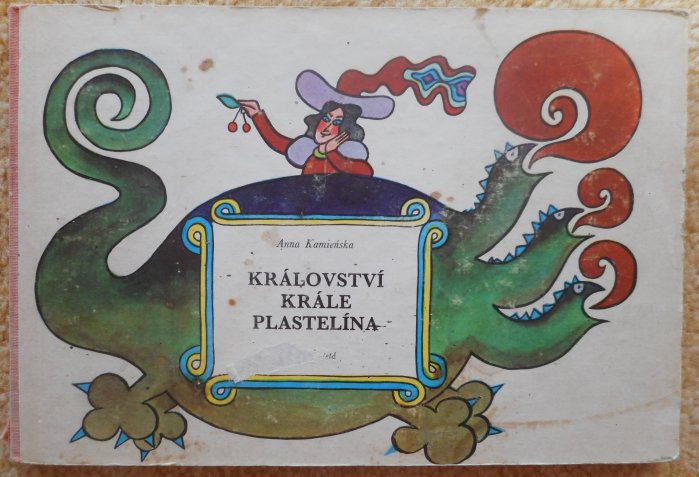 Anna Kamieńska
KRÁLOVSTVÍ
KRÁLE
PLASTELÍNA